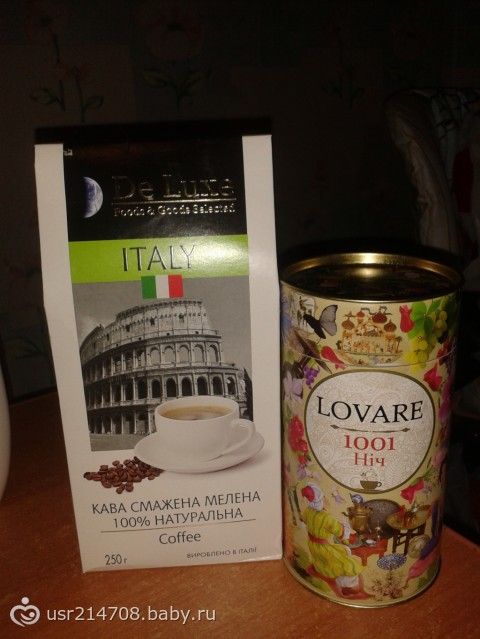 De Luxe
Foods & Goods Selected
ITALY
КАВА СМАЖЕНА МЕЛЕНА
100% НАТУРАЛЬНА
Coffee
250 г
ВИРОБЛЕНО В ІТАЛІЇ
LOVARE
1001
Ніч
usr214708.baby.ru